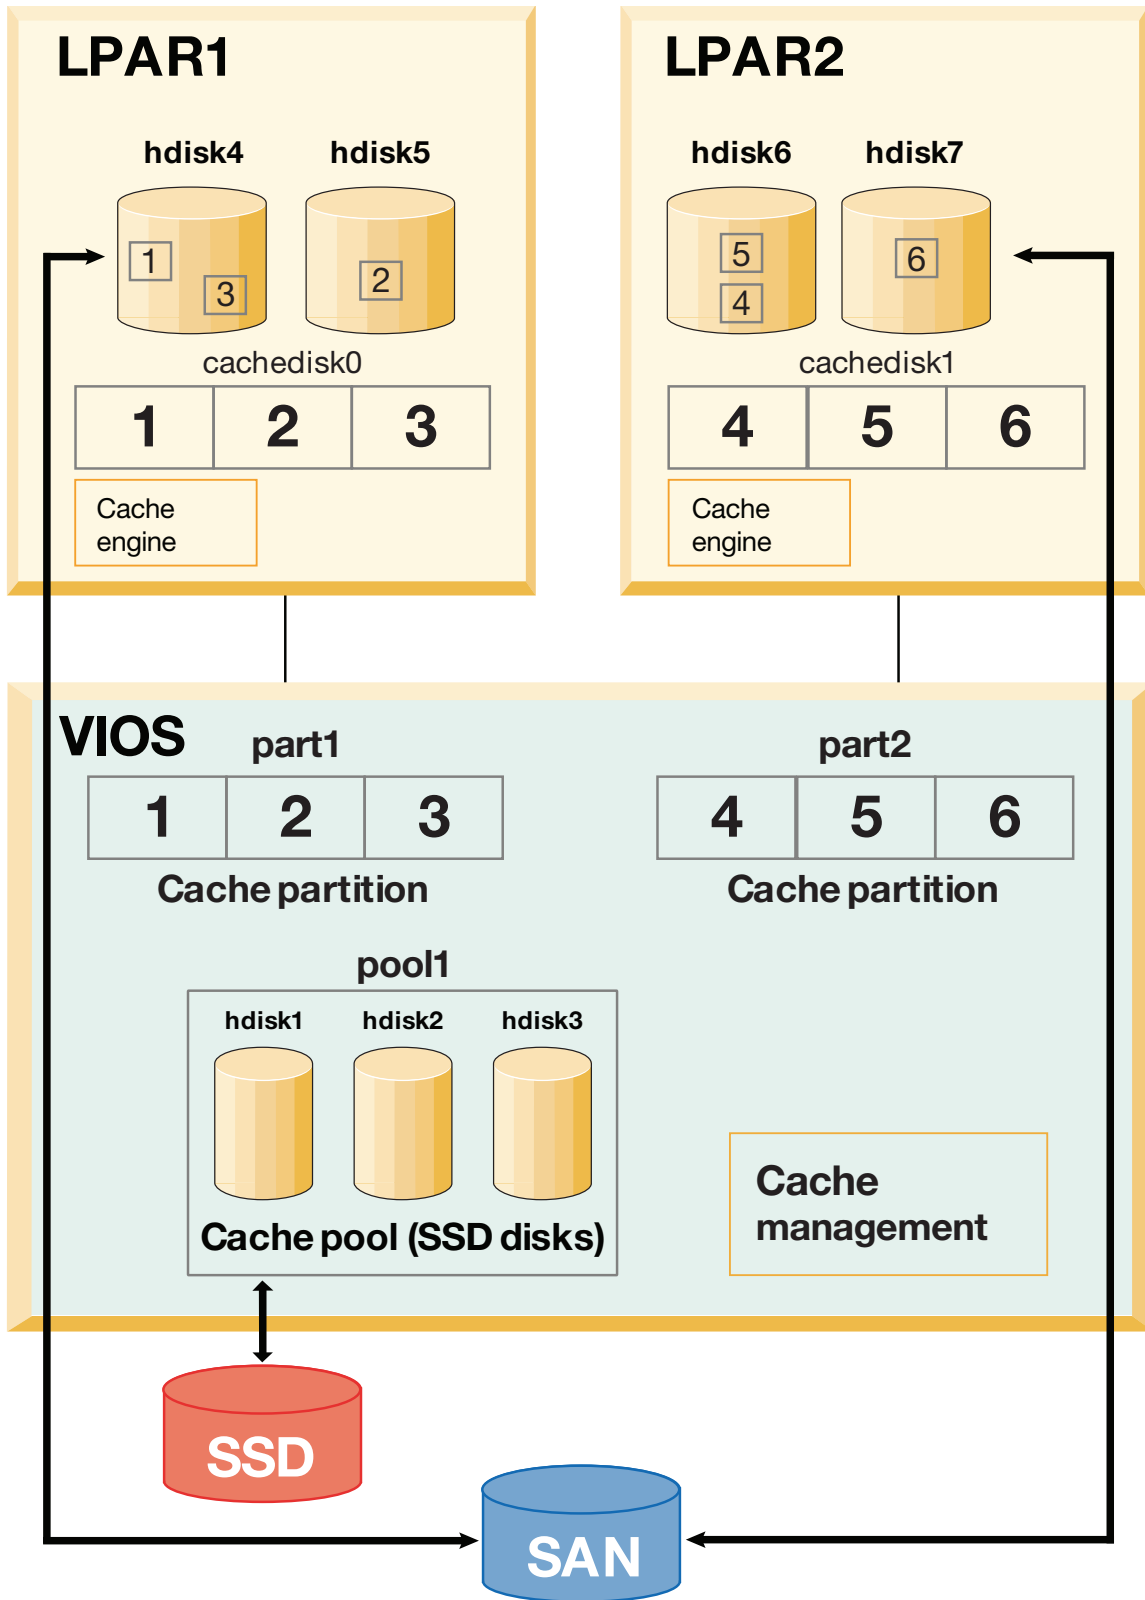 LPAR1
hdisk4 hdisk5
1
3
2
cachedisk0
1 2 3
Cache
engine
LPAR2
hdisk6 hdisk7
5
4
6
cachedisk1
4 5 6
Cache
engine
VIOS
part1
1 2 3
Cache partition
part2
4 5 6
Cache partition
pool1
hdisk1 hdisk2 hdisk3
Cache pool (SSD disks)
Cache
management
SSD
SAN